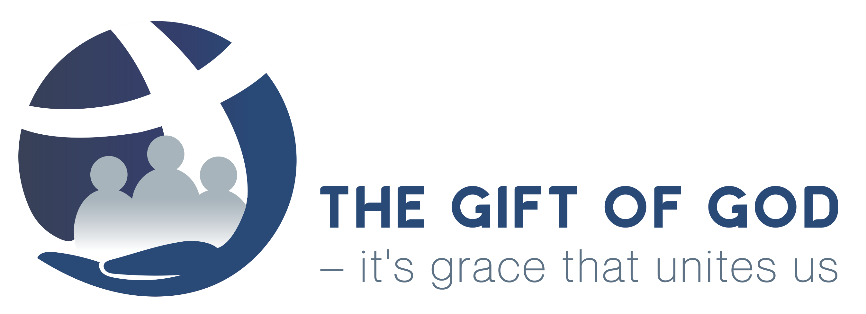 THE GIFT OF GOD
– it's grace that unites us